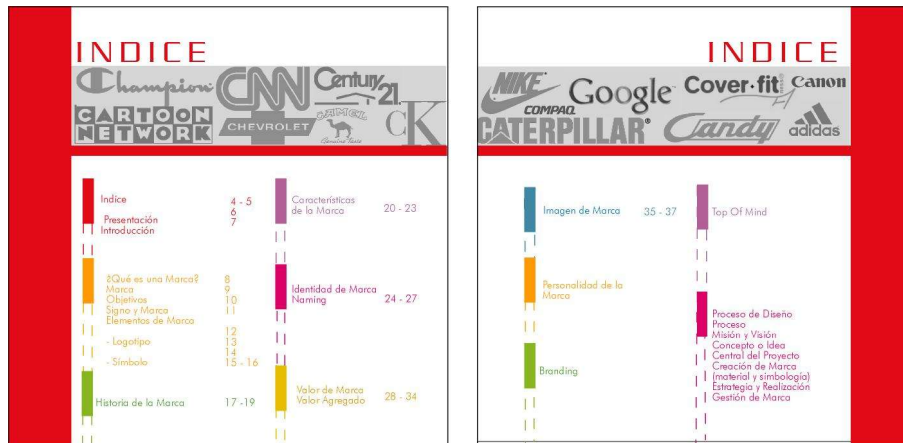 INDICE
Champion
CNN
Century 21
CARTOON NETWORK
CHEVROLET
CAMEL
CK
Indice 4 - 5
6
Presentación 7
Introducción
¿Qué es una Marca? 8
Marca 9
Objetivos 10
Signo y Marca 11
Elementos de Marca
12
- Logotipo 13
14
- Símbolo 15 - 16
Historia de la Marca 17 -19
Características
de la Marca 20 - 23
Identidad de Marca
Naming 24 - 27
Valor de Marca
Valor Agregado 28 - 34
INDICE
NIKE
COMPAQ
Google™
Cover·fit
Canon
CATERPILLAR®
Candy
adidas
Imagen de Marca 35 - 37
Personalidad de la
Marca
Branding
Top Of Mind
Proceso de Diseño
Proceso
Misión y Visión
Concepto o Idea
Central del Proyecto
Creación de Marca
(material y simbología)
Estrategia y Realización
Gestión de Marca